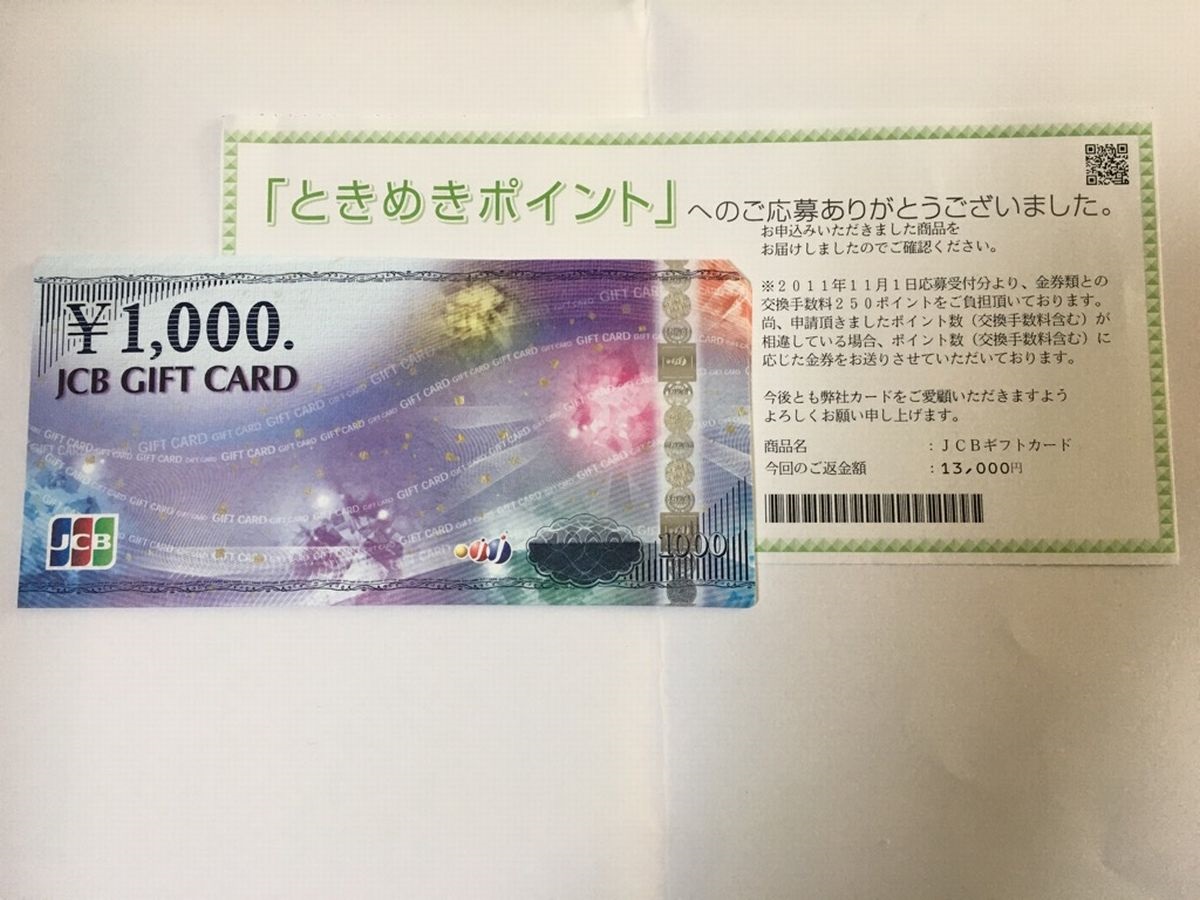 「ときめきポイント」へのご応募ありがとうございました。
お申込みいただきました商品を
お届けしましたのでご確認ください。
※2011年11月1日応募受付分より、金券類との
交換手数料250ポイントをご負担頂いております。
尚、申請頂きましたポイント数（交換手数料含む）が
相違している場合、ポイント数（交換手数料含む）に
応じた金券をお送りさせていただいております。
今後とも弊社カードをご愛顧いただきますよう
よろしくお願い申し上げます。
商品名 :JCBギフトカード
今回のご返金額 :13,000円
¥1,000.
JCB GIFT CARD
GIFT CARD GIFT CARD GIFT CARD GIFT CARD
JCB
1000
1000